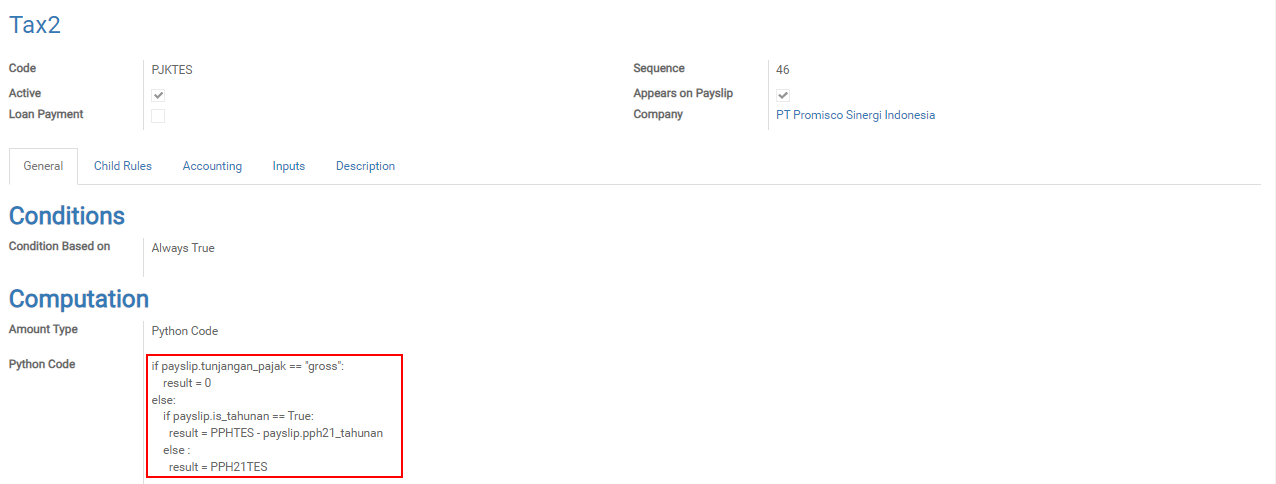 Tax2
Code PJKTES
Sequence 46
Active
Appears on Payslip
Loan Payment
Company PT Promisco Sinergi Indonesia
General Child Rules Accounting Inputs Description
Conditions
Condition Based on Always True
Computation
Amount Type Python Code
Python Code if payslip.tunjangan_pajak == "gross":
result = 0
else:
if payslip.is_tahunan == True:
result = PPHTES - payslip.pph21_tahunan
else :
result = PPH21TES